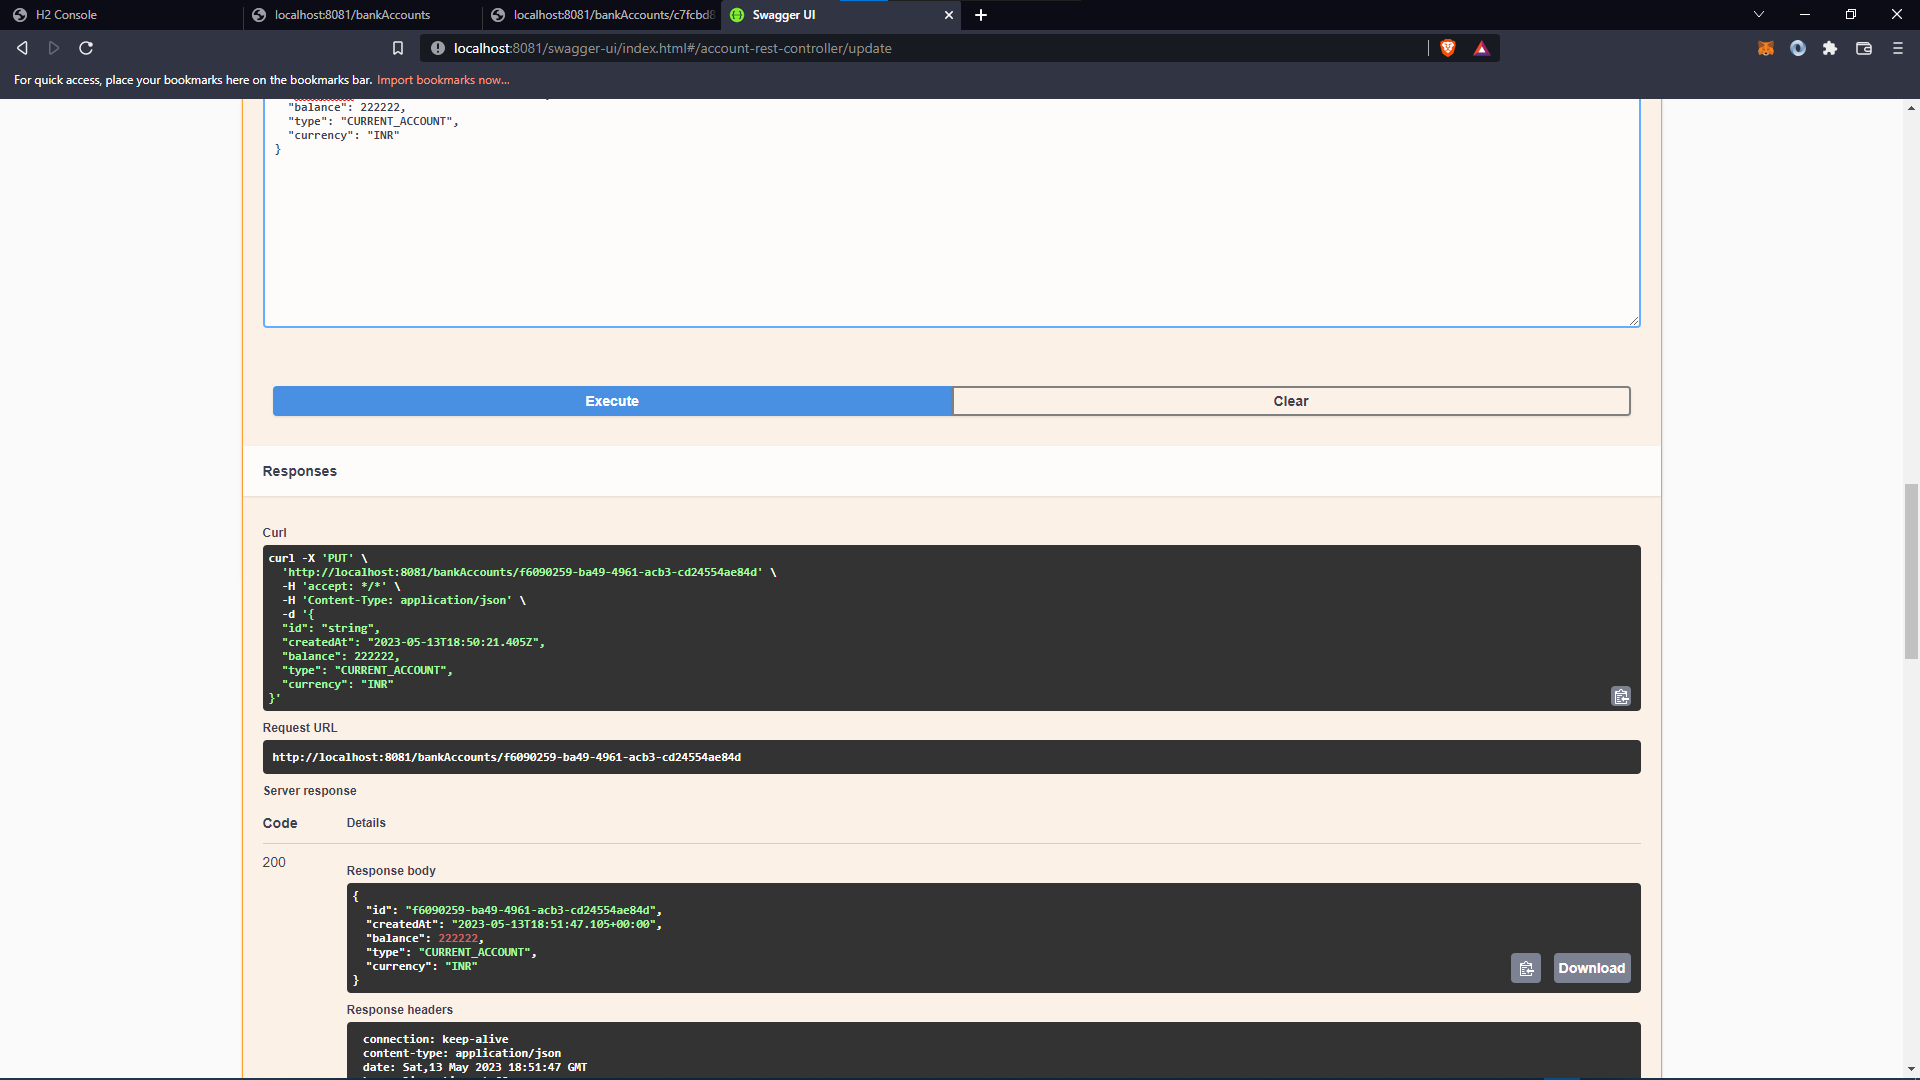 H2 Console
localhost:8081/bankAccounts
localhost:8081/bankAccounts/c7fcbd8
Swagger UI
localhost:8081/swagger-ui/index.html#/account-rest-controller/update
For quick access, place your bookmarks here on the bookmarks bar. Import bookmarks now...
"balance": 222222,
"type": "CURRENT_ACCOUNT",
"currency": "INR"
}
Execute
Clear
Responses
Curl
curl -X 'PUT' \
'http://localhost:8081/bankAccounts/f6090259-ba49-4961-acb3-cd24554ae84d' \
-H 'accept: */*' \
-H 'Content-Type: application/json' \
-d '{
"id": "string",
"createdAt": "2023-05-13T18:50:21.405Z",
"balance": 222222,
"type": "CURRENT_ACCOUNT",
"currency": "INR"
}'
Request URL
http://localhost:8081/bankAccounts/f6090259-ba49-4961-acb3-cd24554ae84d
Server response
Code
Details
200
Response body
{
"id": "f6090259-ba49-4961-acb3-cd24554ae84d",
"createdAt": "2023-05-13T18:51:47.105+00:00",
"balance": 222222,
"type": "CURRENT_ACCOUNT",
"currency": "INR"
}
Download
Response headers
connection: keep-alive
content-type: application/json
date: Sat,13 May 2023 18:51:47 GMT